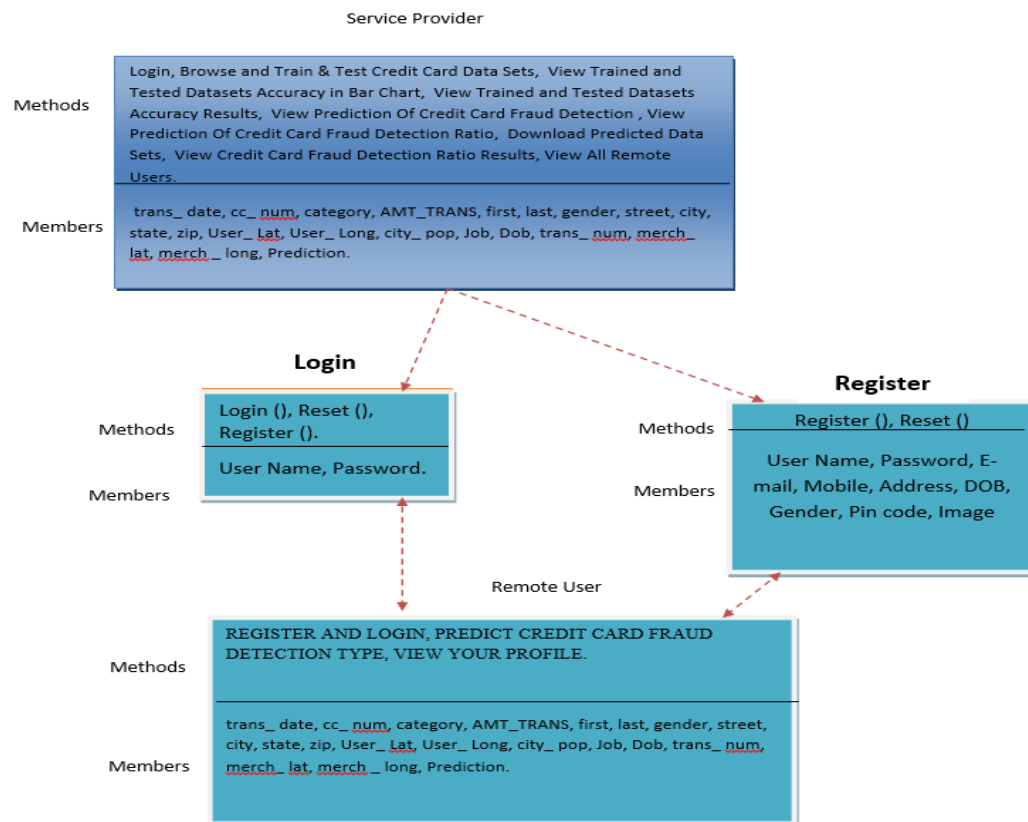 Service Provider
Methods
Login, Browse and Train & Test Credit Card Data Sets, View Trained and
Tested Datasets Accuracy in Bar Chart, View Trained and Tested Datasets
Accuracy Results, View Prediction Of Credit Card Fraud Detection , View
Prediction Of Credit Card Fraud Detection Ratio, Download Predicted Data
Sets, View Credit Card Fraud Detection Ratio Results, View All Remote
Users.
Members
trans_ date, cc_ num, category, AMT_TRANS, first, last, gender, street, city,
state, zip, User_ Lat, User_ Long, city_ pop, Job, Dob, trans_ num, merch_
lat, merch _ long, Prediction.
Login
Methods
Login (), Reset (),
Register ().
Members
User Name, Password.
Register
Methods
Register (), Reset ()
Members
User Name, Password, E-
mail, Mobile, Address, DOB,
Gender, Pin code, Image
Remote User
Methods
REGISTER AND LOGIN, PREDICT CREDIT CARD FRAUD
DETECTION TYPE, VIEW YOUR PROFILE.
Members
trans_ date, cc_ num, category, AMT_TRANS, first, last, gender, street,
city, state, zip, User_ Lat, User_ Long, city_ pop, Job, Dob, trans_ num,
merch_ lat, merch _ long, Prediction.